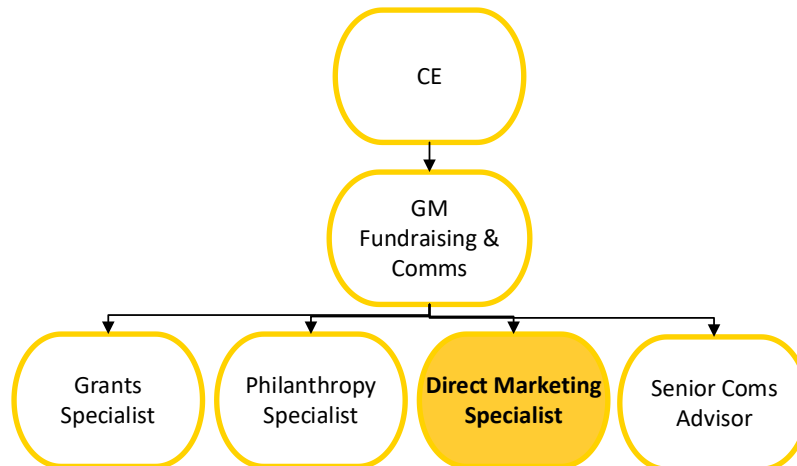 CE
GM
Fundraising &
Comms
Grants
Specialist
Philanthropy
Specialist
Direct Marketing
Specialist
Senior Coms
Advisor